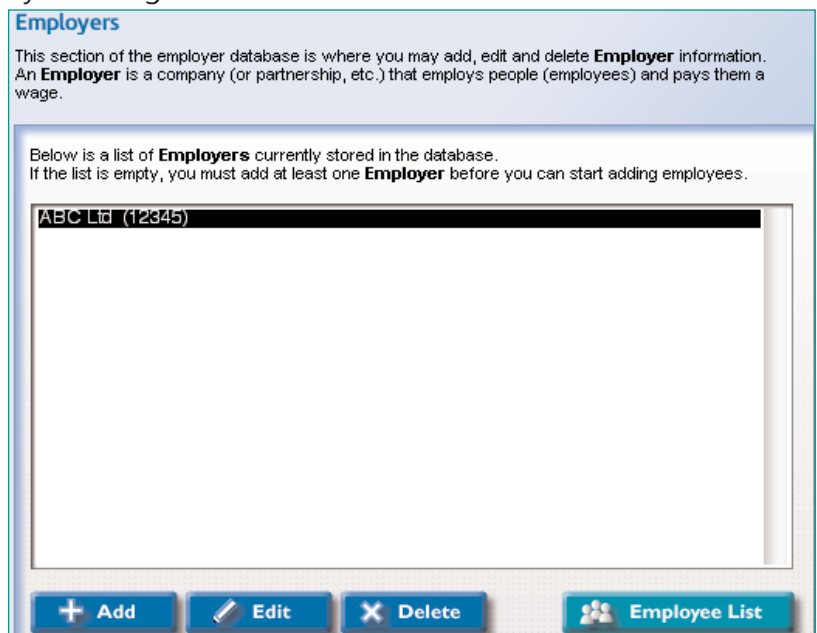 Employers
This section of the employer database is where you may add, edit and delete Employer information.
An Employer is a company (or partnership, etc.) that employs people (employees) and pays them a
wage.
Below is a list of Employers currently stored in the database.
If the list is empty, you must add at least one Employer before you can start adding employees.
ABC Ltd (12345)
Add Edit Delete Employee List